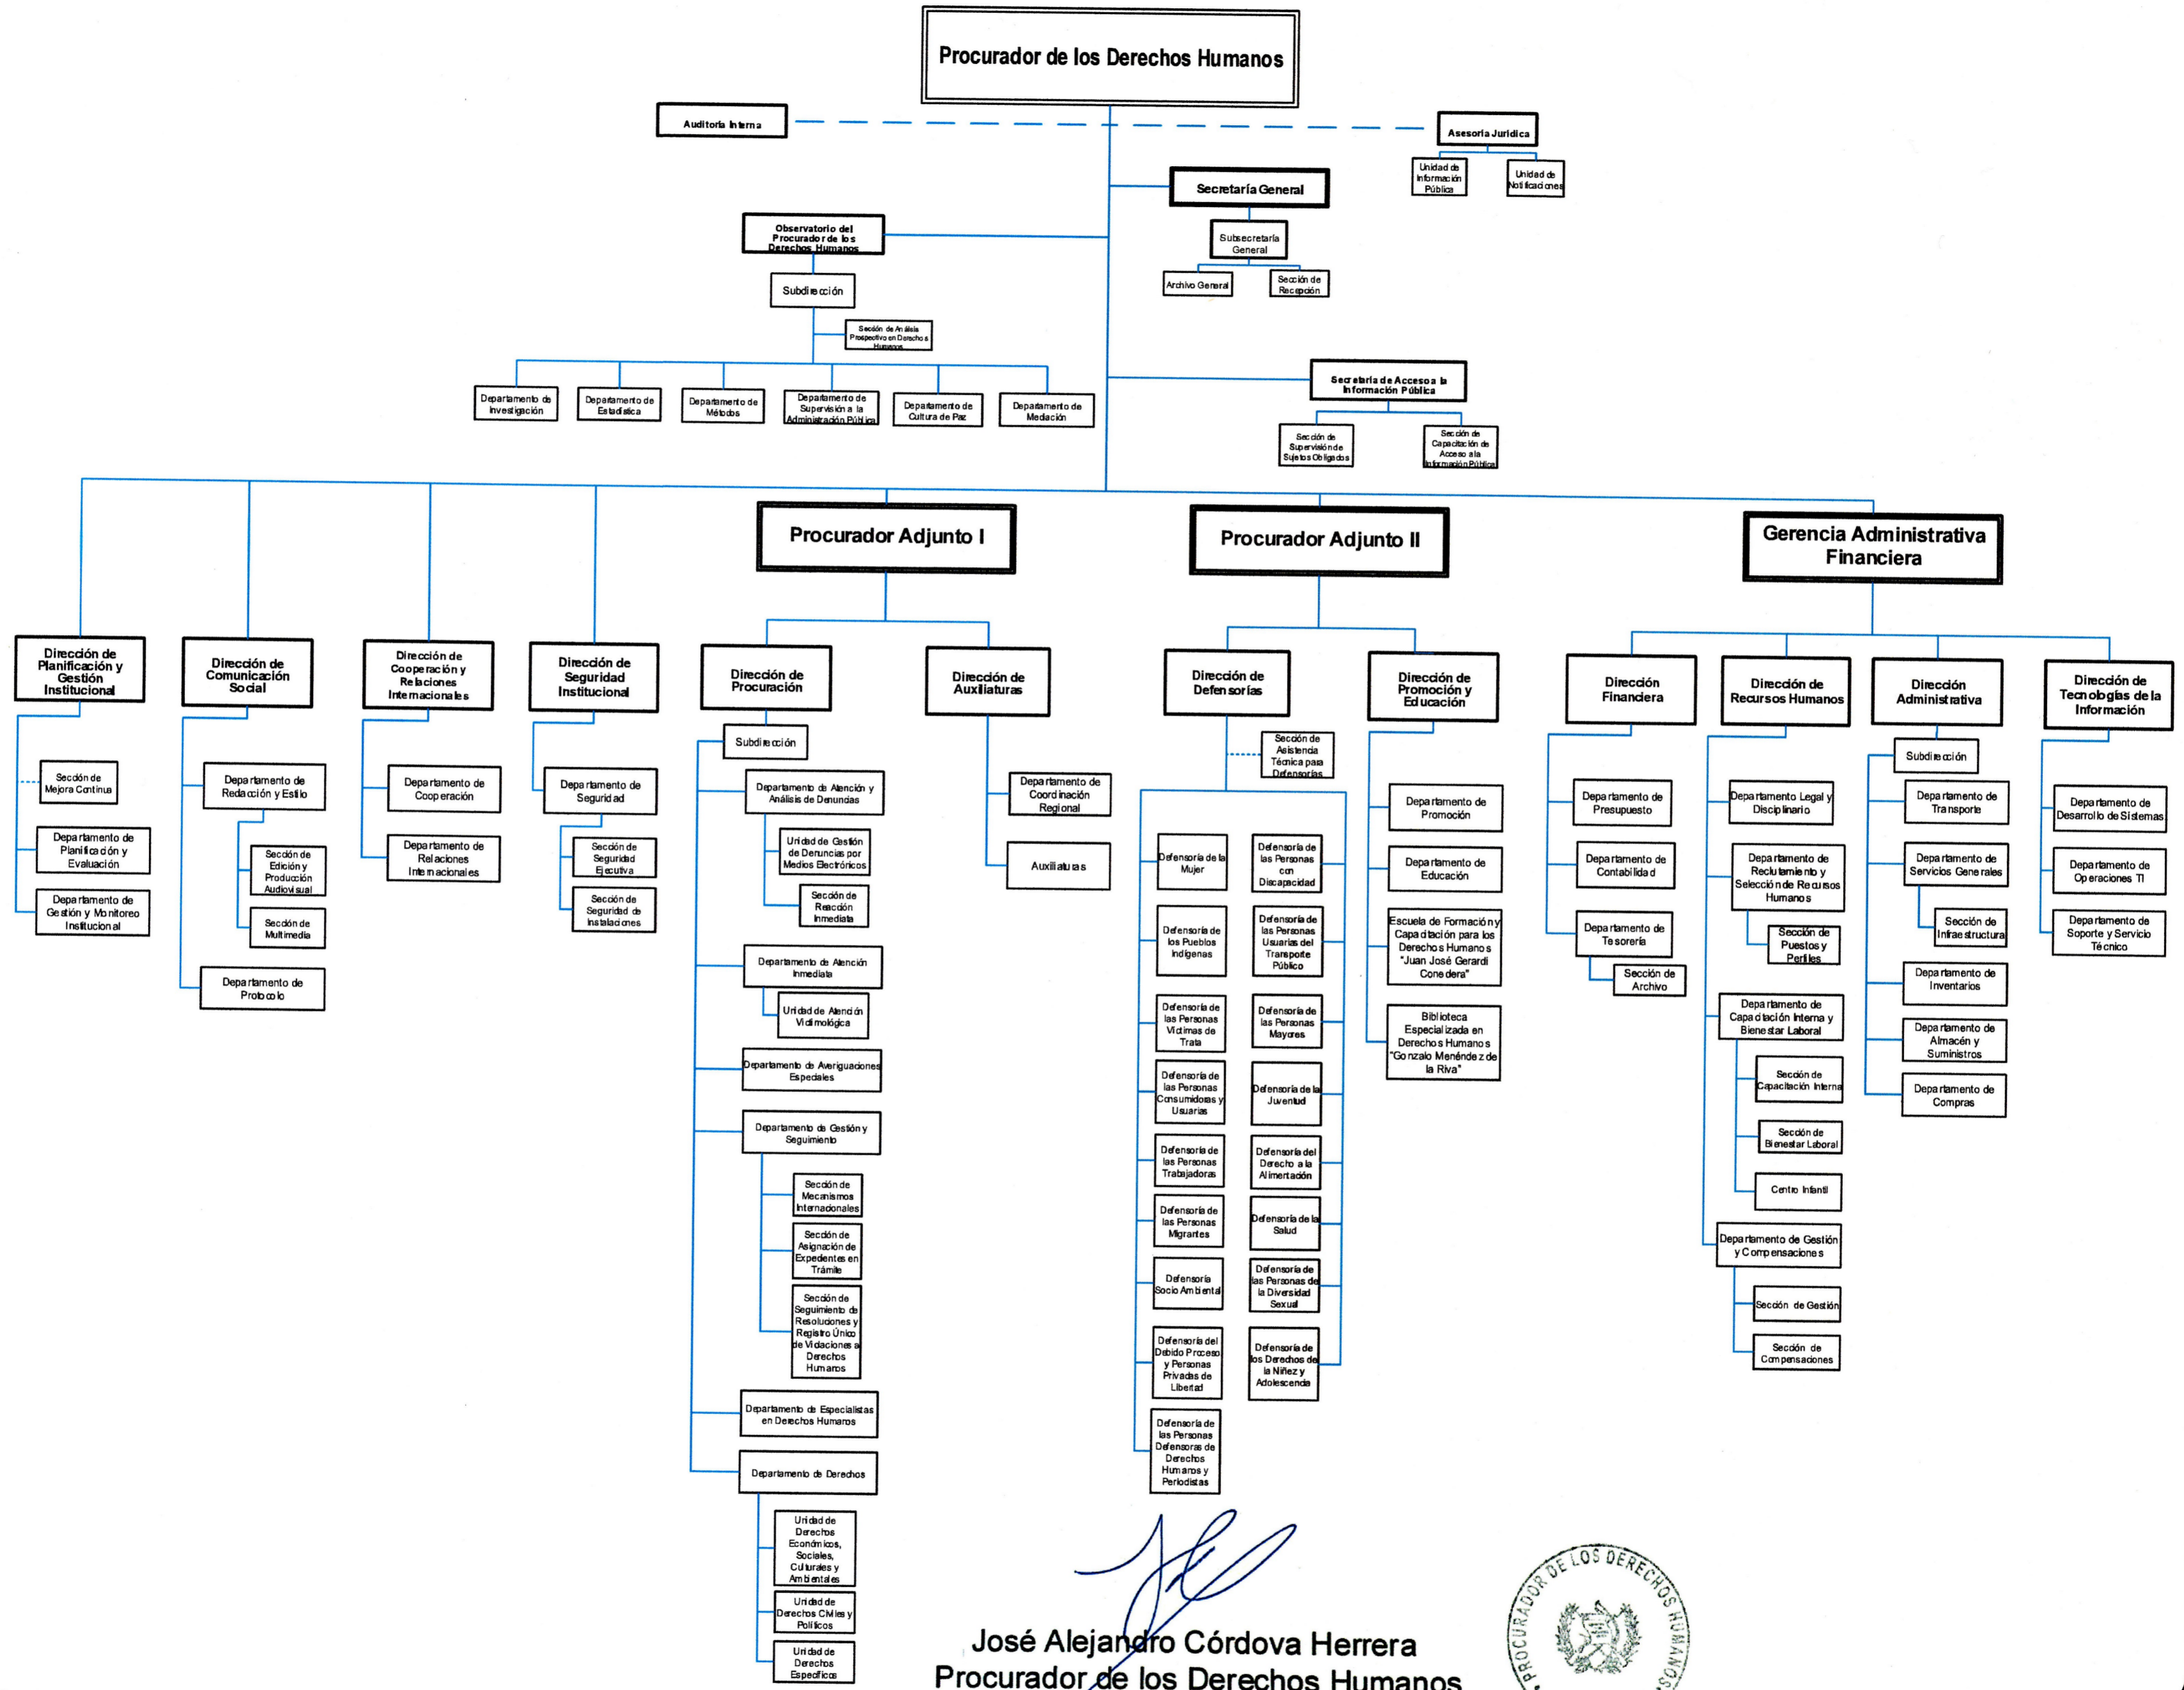 Procurador de los Derechos Humanos
Auditoría Interna
Asesoría Jurídica
Unidad de
Información
Pública
Unidad de
Notificaciones
Secretaría General
Subsecretaría
General
Archivo General
Sección de
Recepción
Observatorio del
Procurador de los
Derechos Humanos
Subdirección
Sección de Análisis
Prospectivo en Derechos
Humanos
Departamento de
Investigación
Departamento de
Estadística
Departamento de
Métodos
Departamento de
Supervisión a la
Administración Pública
Departamento de
Cultura de Paz
Departamento de
Mediación
Secretaría de Acceso a la
Información Pública
Sección de
Supervisión de
Sujetos Obligados
Sección de
Capacitación de
Acceso a la
Información Pública
Procurador Adjunto I
Procurador Adjunto II
Gerencia Administrativa
Financiera
Dirección de
Planificación y
Gestión
Institucional
Sección de
Mejora Continua
Departamento de
Planificación y
Evaluación
Departamento de
Gestión y Monitoreo
Institucional
Dirección de
Comunicación
Social
Departamento de
Redacción y Estilo
Sección de
Edición y
Producción
Audiovisual
Sección de
Multimedia
Departamento de
Protocolo
Dirección de
Cooperación y
Relaciones
Internacionales
Departamento de
Cooperación
Departamento de
Relaciones
Internacionales
Dirección de
Seguridad
Institucional
Departamento de
Seguridad
Sección de
Seguridad
Ejecutiva
Sección de
Seguridad de
Instalaciones
Dirección de
Procuración
Subdirección
Departamento de Atención y
Análisis de Denuncias
Unidad de Gestión
de Denuncias por
Medios Electrónicos
Sección de
Reacción
Inmediata
Departamento de Atención
Inmediata
Unidad de Atención
Victimológica
Departamento de Averiguaciones
Especiales
Departamento de Gestión y
Seguimiento
Sección de
Mecanismos
Internacionales
Sección de
Asignación de
Expedientes en
Trámite
Sección de
Seguimiento de
Resoluciones y
Registro Único
de Violaciones a
Derechos
Humanos
Departamento de Especialistas
en Derechos Humanos
Departamento de Derechos
Unidad de
Derechos
Económicos,
Sociales,
Culturales y
Ambientales
Unidad de
Derechos Civiles y
Políticos
Unidad de
Derechos
Específicos
Dirección de
Auxiliaturas
Departamento de
Coordinación
Regional
Auxiliaturas
Dirección de
Defensorías
Sección de
Asistencia
Técnica para
Defensorías
Defensoría de la
Mujer
Defensoría de
los Pueblos
Indígenas
Defensoría de
las Personas
Víctimas de
Trata
Defensoría de
las Personas
Consumidoras y
Usuarias
Defensoría de
las Personas
Trabajadoras
Defensoría de
las Personas
Migrantes
Defensoría
Socio Ambiental
Defensoría del
Debido Proceso
y Personas
Privadas de
Libertad
Defensoría de
las Personas
Defensoras de
Derechos
Humanos y
Periodistas
Defensoría de
las Personas
con
Discapacidad
Defensoría de
las Personas
Usuarias del
Transporte
Público
Defensoría de
las Personas
Mayores
Defensoría de la
Juventud
Defensoría del
Derecho a la
Alimentación
Defensoría de la
Salud
Defensoría de
las Personas de
la Diversidad
Sexual
Defensoría de
los Derechos de
la Niñez y
Adolescencia
Dirección de
Promoción y
Educación
Departamento de
Promoción
Departamento de
Educación
Escuela de Formación y
Capacitación para los
Derechos Humanos
"Juan José Gerardi
Conedera"
Biblioteca
Especializada en
Derechos Humanos
"Gonzalo Menéndez de
la Riva"
Dirección
Financiera
Departamento de
Presupuesto
Departamento de
Contabilidad
Departamento de
Tesorería
Sección de
Archivo
Dirección de
Recursos Humanos
Departamento Legal y
Disciplinario
Departamento de
Reclutamiento y
Selección de Recursos
Humanos
Sección de
Puestos y
Perfiles
Departamento de
Capacitación Interna y
Bienestar Laboral
Sección de
Capacitación Interna
Sección de
Bienestar Laboral
Centro Infantil
Departamento de Gestión
y Compensaciones
Sección de Gestión
Sección de
Compensaciones
Dirección
Administrativa
Subdirección
Departamento de
Transporte
Departamento de
Servicios Generales
Sección de
Infraestructura
Departamento de
Inventarios
Departamento de
Almacén y
Suministros
Departamento de
Compras
Dirección de
Tecnologías de la
Información
Departamento de
Desarrollo de Sistemas
Departamento de
Operaciones TI
Departamento de
Soporte y Servicio
Técnico
José Alejandro Córdova Herrera
Procurador de los Derechos Humanos
PROCURADOR DE LOS DERECHOS HUMANOS